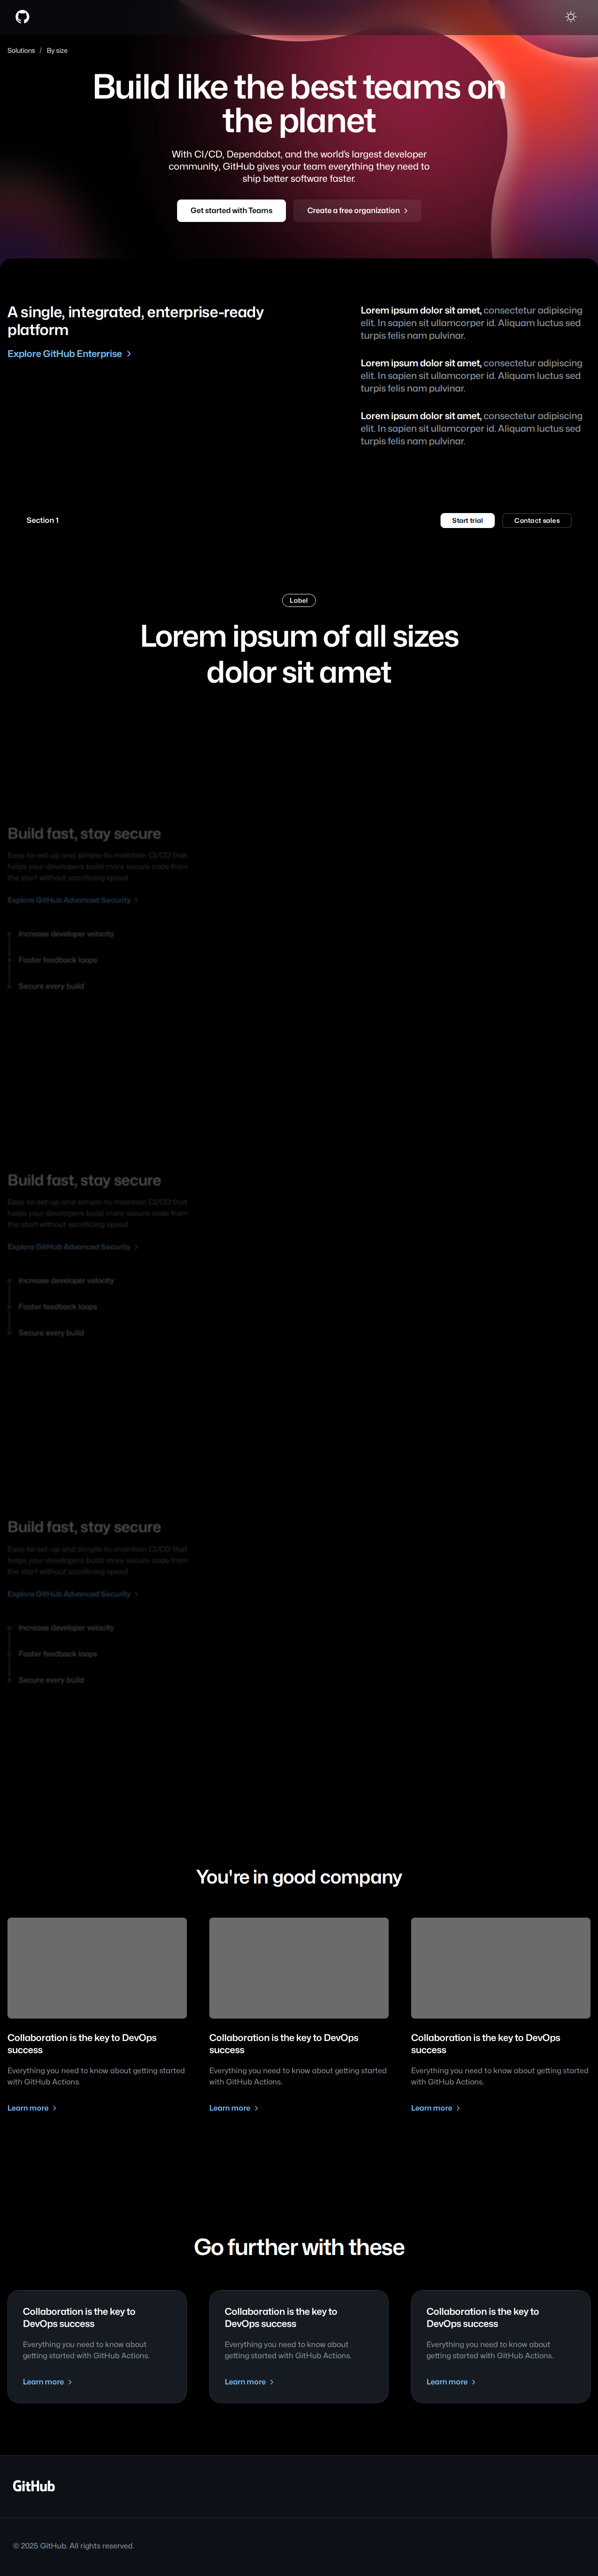 Solutions / By size
Build like the best teams on
the planet
With CI/CD, Dependabot, and the world's largest developer
community, GitHub gives your team everything they need to
ship better software faster.
Get started with Teams
Create a free organization
A single, integrated, enterprise-ready
platform
Explore GitHub Enterprise
Lorem ipsum dolor sit amet, consectetur adipiscing
elit. In sapien sit ullamcorper id. Aliquam luctus sed
turpis felis nam pulvinar.
Lorem ipsum dolor sit amet, consectetur adipiscing
elit. In sapien sit ullamcorper id. Aliquam luctus sed
turpis felis nam pulvinar.
Lorem ipsum dolor sit amet, consectetur adipiscing
elit. In sapien sit ullamcorper id. Aliquam luctus sed
turpis felis nam pulvinar.
Section 1
Start trial
Contact sales
Label
Lorem ipsum of all sizes
dolor sit amet
Build fast, stay secure
Easy-to-set-up and simple-to-maintain CI/CD that
helps your developers build more secure code from
the start without sacrificing speed
Explore GitHub Advanced Security
Increase developer velocity
Faster feedback loops
Secure every build
Build fast, stay secure
Easy-to-set-up and simple-to-maintain CI/CD that
helps your developers build more secure code from
the start without sacrificing speed
Explore GitHub Advanced Security
Increase developer velocity
Faster feedback loops
Secure every build
Build fast, stay secure
Easy-to-set-up and simple-to-maintain CI/CD that
helps your developers build more secure code from
the start without sacrificing speed
Explore GitHub Advanced Security
Increase developer velocity
Faster feedback loops
Secure every build
You're in good company
Collaboration is the key to DevOps
success
Everything you need to know about getting started
with GitHub Actions.
Learn more
Collaboration is the key to DevOps
success
Everything you need to know about getting started
with GitHub Actions.
Learn more
Collaboration is the key to DevOps
success
Everything you need to know about getting started
with GitHub Actions.
Learn more
Go further with these
Collaboration is the key to
DevOps success
Everything you need to know about
getting started with GitHub Actions.
Learn more
Collaboration is the key to
DevOps success
Everything you need to know about
getting started with GitHub Actions.
Learn more
Collaboration is the key to
DevOps success
Everything you need to know about
getting started with GitHub Actions.
Learn more
GitHub
© 2025 GitHub. All rights reserved.